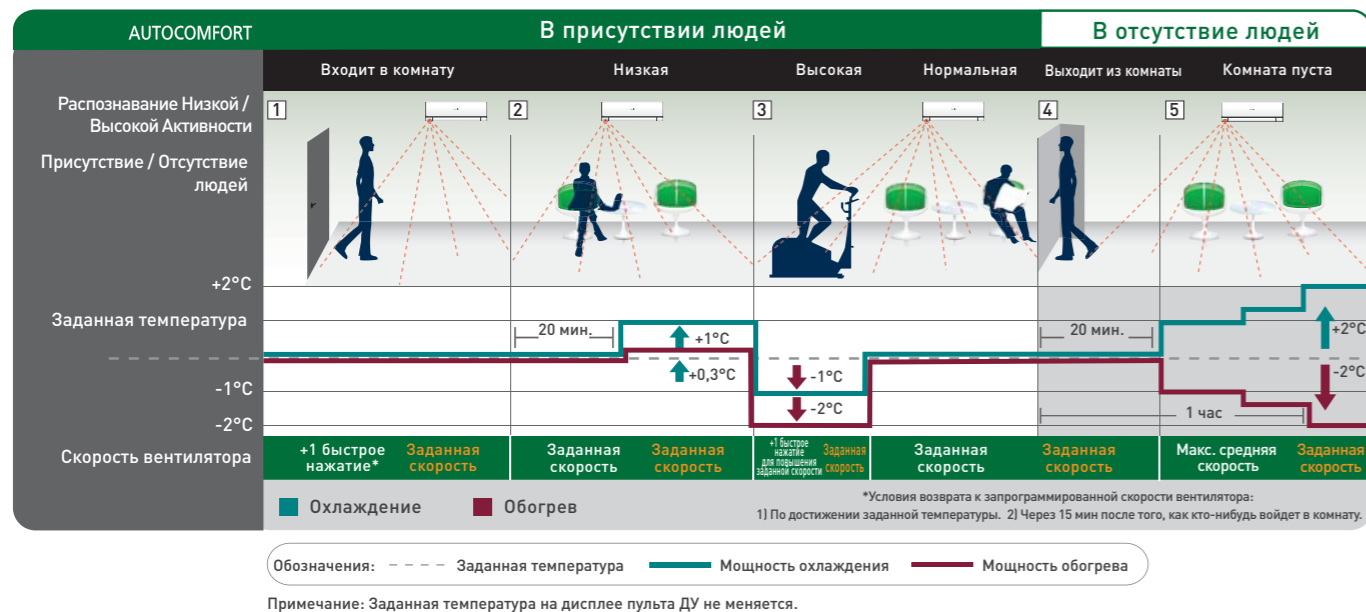 AUTOCOMFORT
В присутствии людей
В отсутствие людей
Входит в комнату
Низкая
Высокая
Нормальная
Выходит из комнаты
Комната пуста
Распознавание Низкой /
Высокой Активности
Присутствие / Отсутствие
людей
1
2
3
4
5
+2°C
Заданная температура
-1°C
-2°C
20 мин.
+1°C
+0,3°C
-1°C
-2°C
20 мин.
+2°C
-2°C
1 час
Скорость вентилятора
+1 быстрое
нажатие*
Заданная
скорость
Заданная
скорость
Заданная
скорость
+1 быстрое
нажатие
для повышения
заданной скорости
Заданная
скорость
Заданная
скорость
Заданная
скорость
Макс. средняя
скорость
Заданная
скорость
Охлаждение
Обогрев
*Условия возврата к запрограммированной скорости вентилятора:
1) По достижении заданной температуры. 2) Через 15 мин после того, как кто-нибудь войдет в комнату.
Обозначения: Заданная температура Мощность охлаждения Мощность обогрева
Примечание: Заданная температура на дисплее пульта ДУ не меняется.